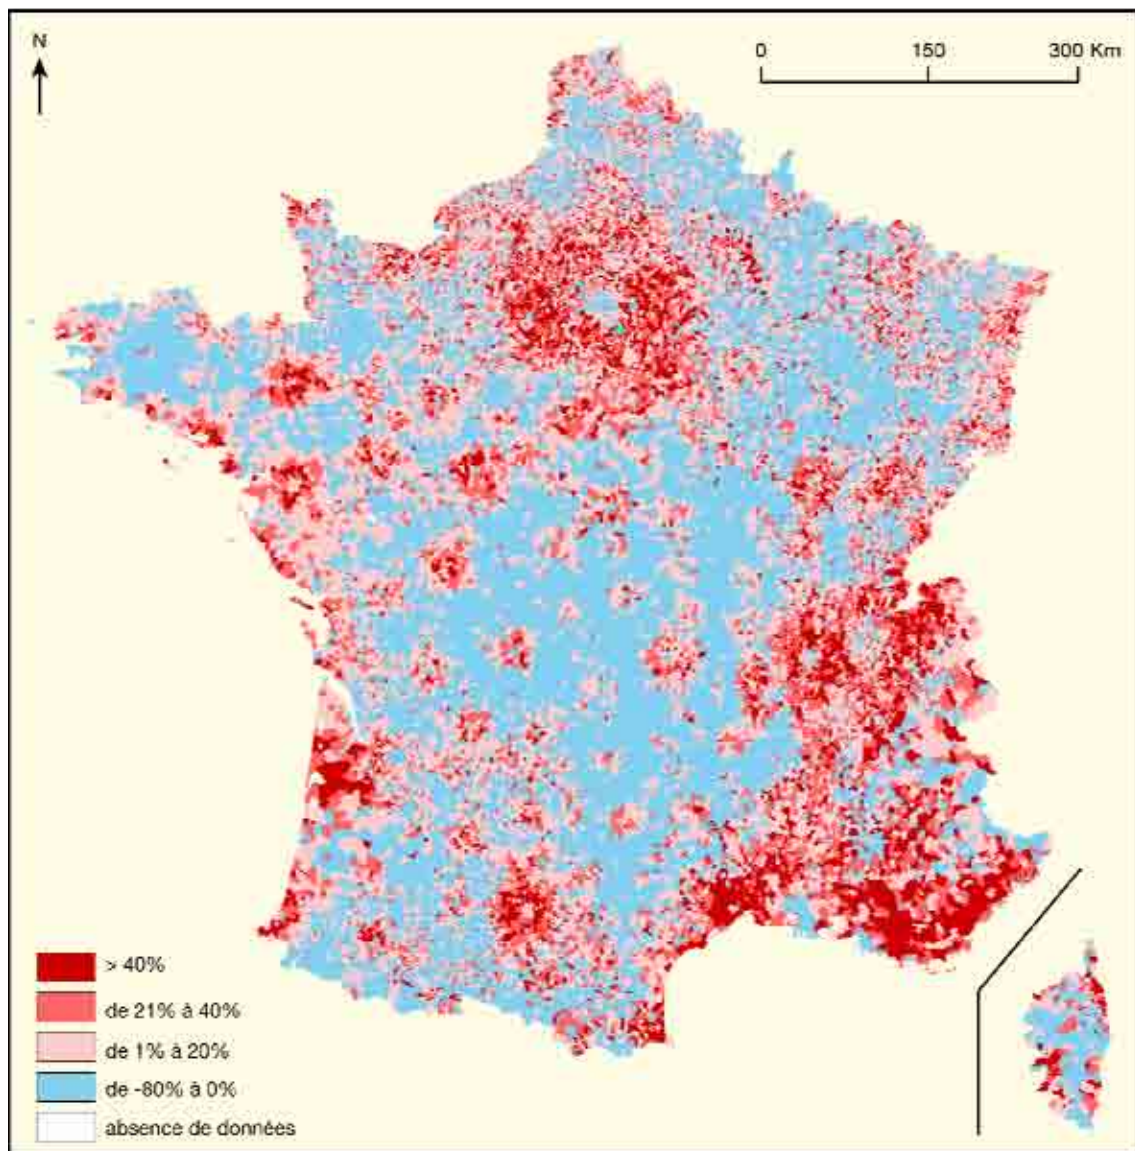 N
0 150 300 Km
> 40%
de 21% à 40%
de 1% à 20%
de -80% à 0%
absence de données